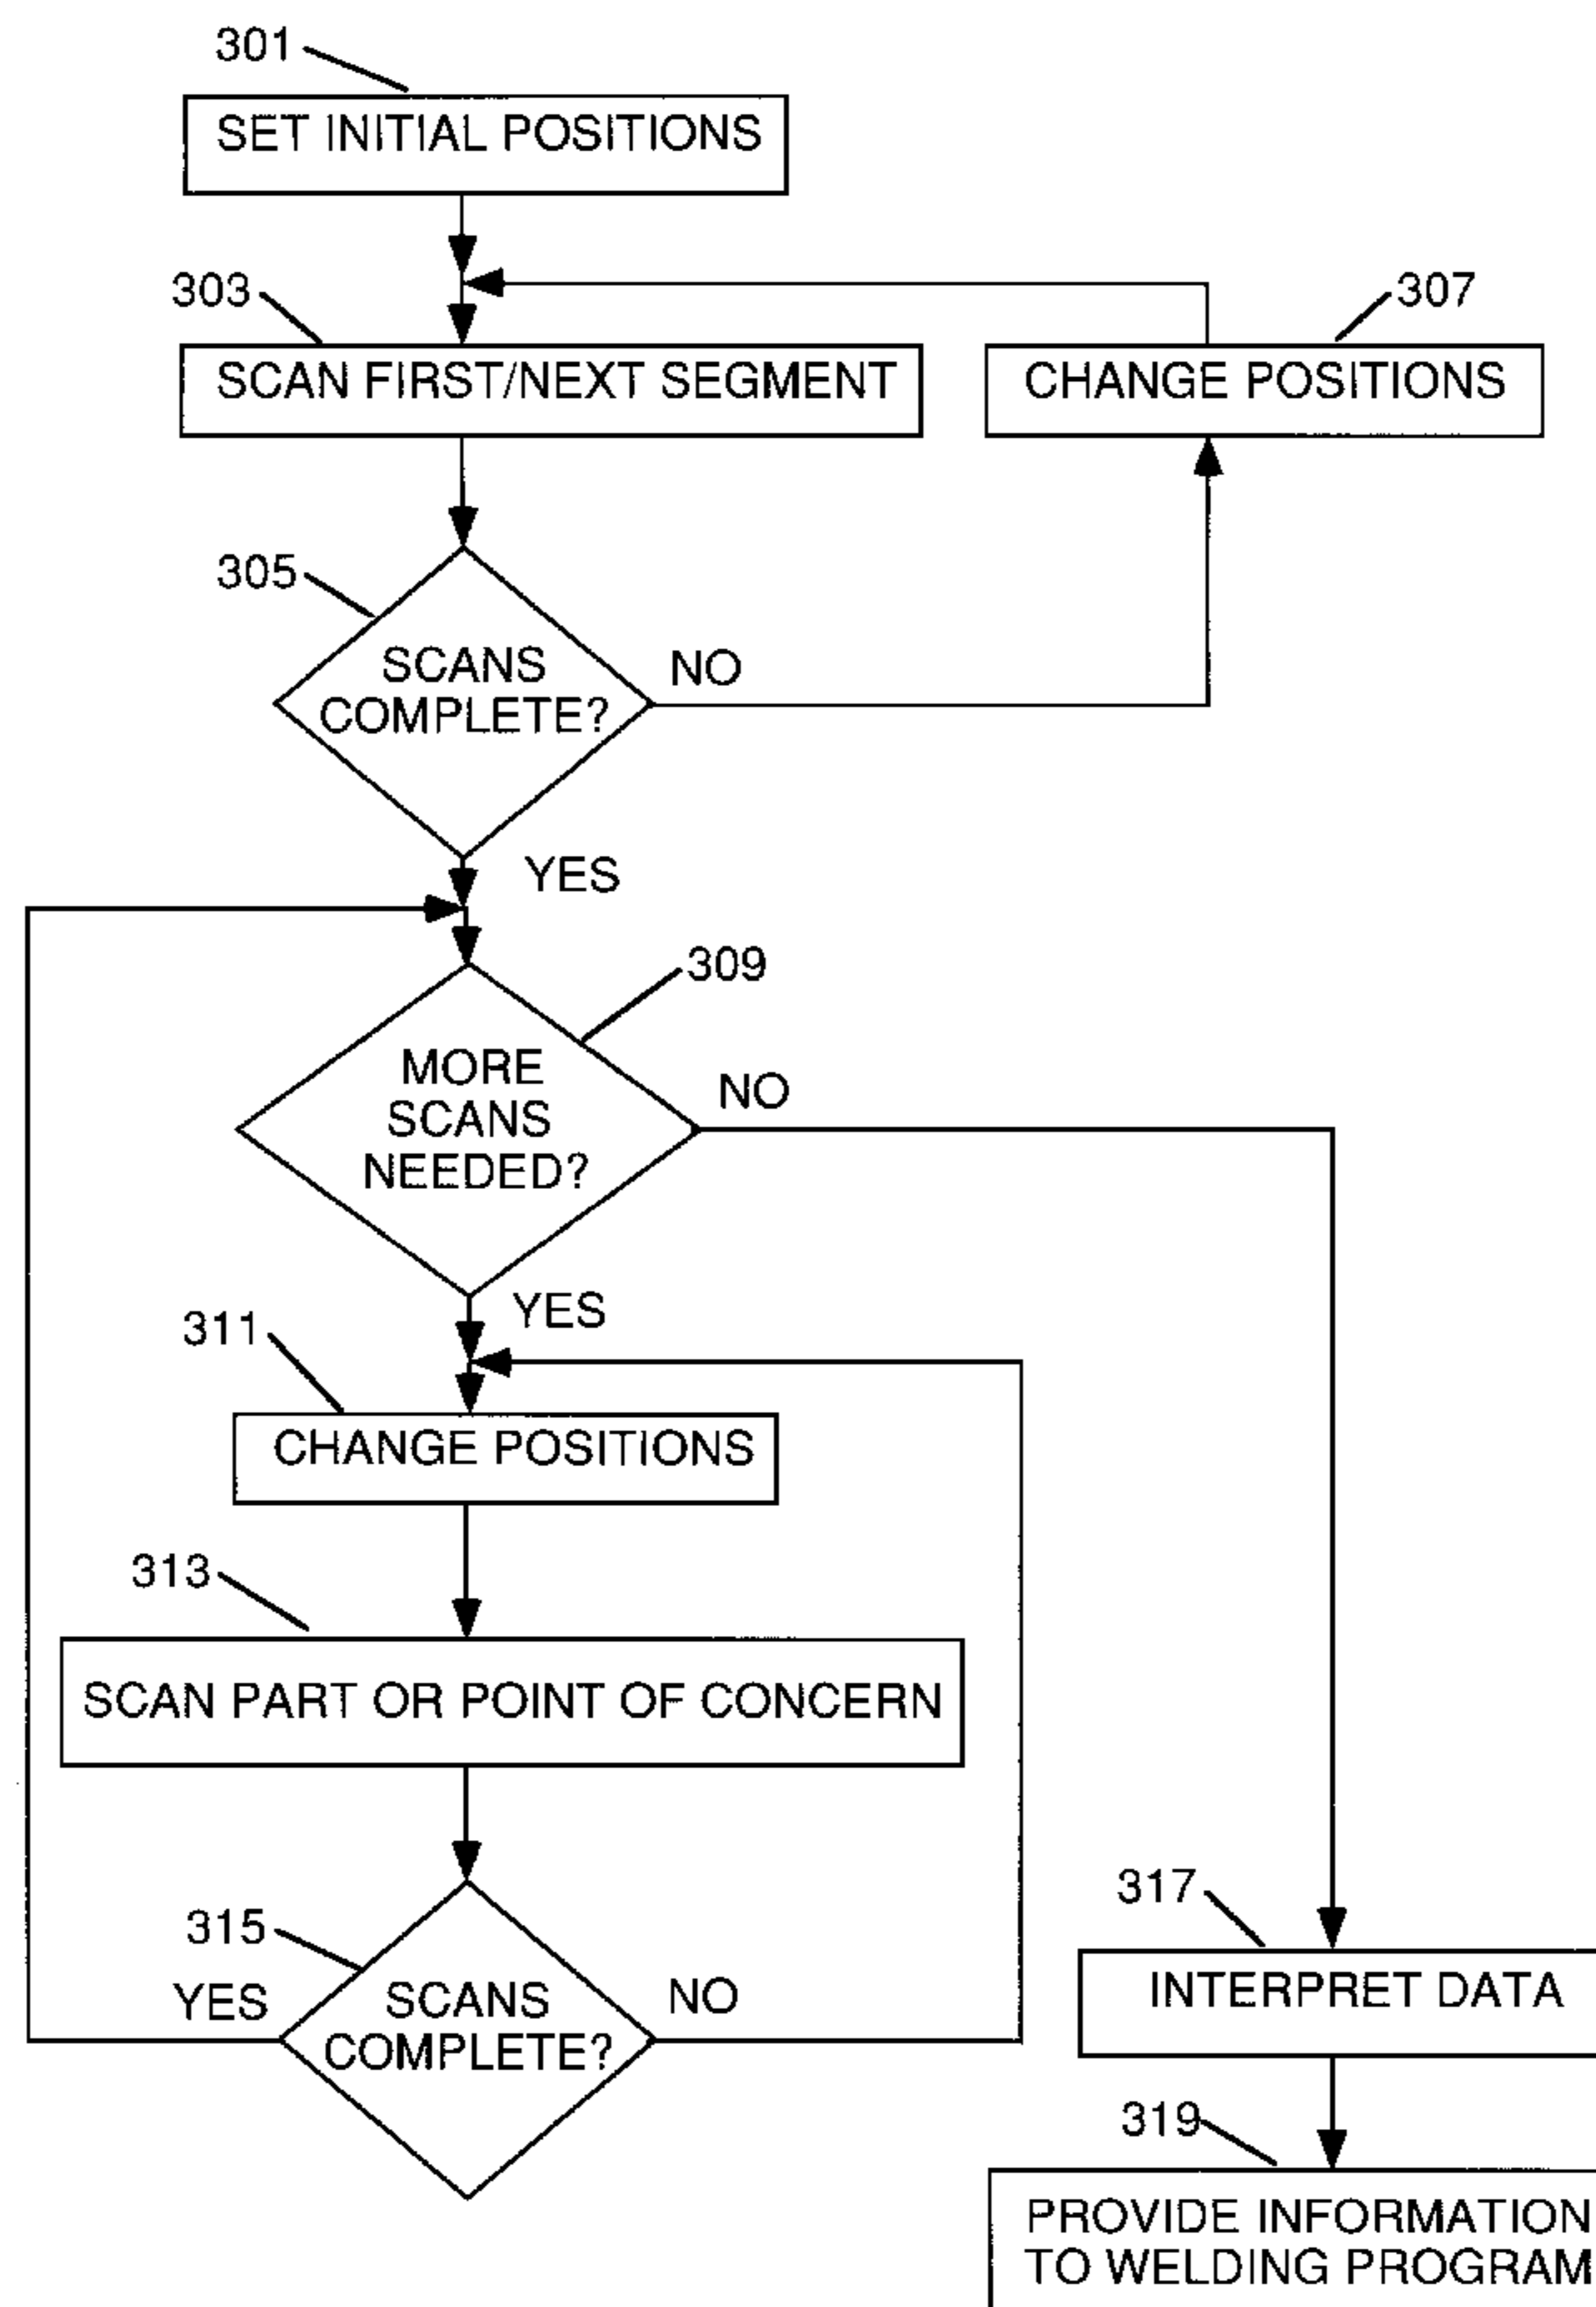 301
SET INITIAL POSITIONS
303
307
SCAN FIRST/NEXT SEGMENT
CHANGE POSITIONS
305
SCANS
COMPLETE?
NO
YES
309
MORE
SCANS
NEEDED?
NO
YES
311
CHANGE POSITIONS
313
SCAN PART OR POINT OF CONCERN
315
YES
SCANS
COMPLETE?
NO
317
INTERPRET DATA
319
PROVIDE INFORMATION
TO WELDING PROGRAM